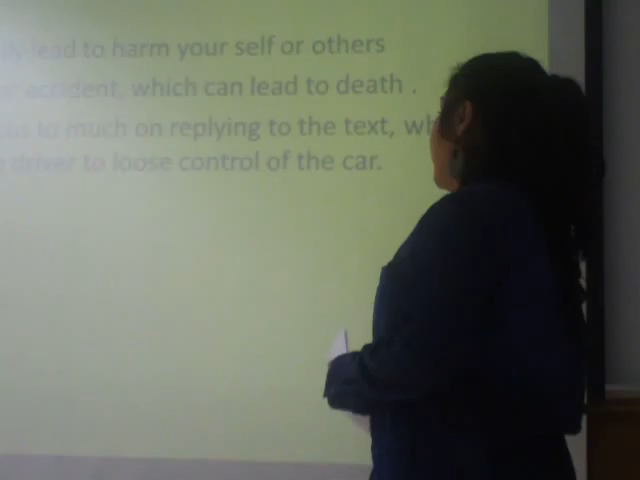 lead to harm your self or others
accident, which can lead to death .
to much on replying to the text,
driver to loose control of the car.